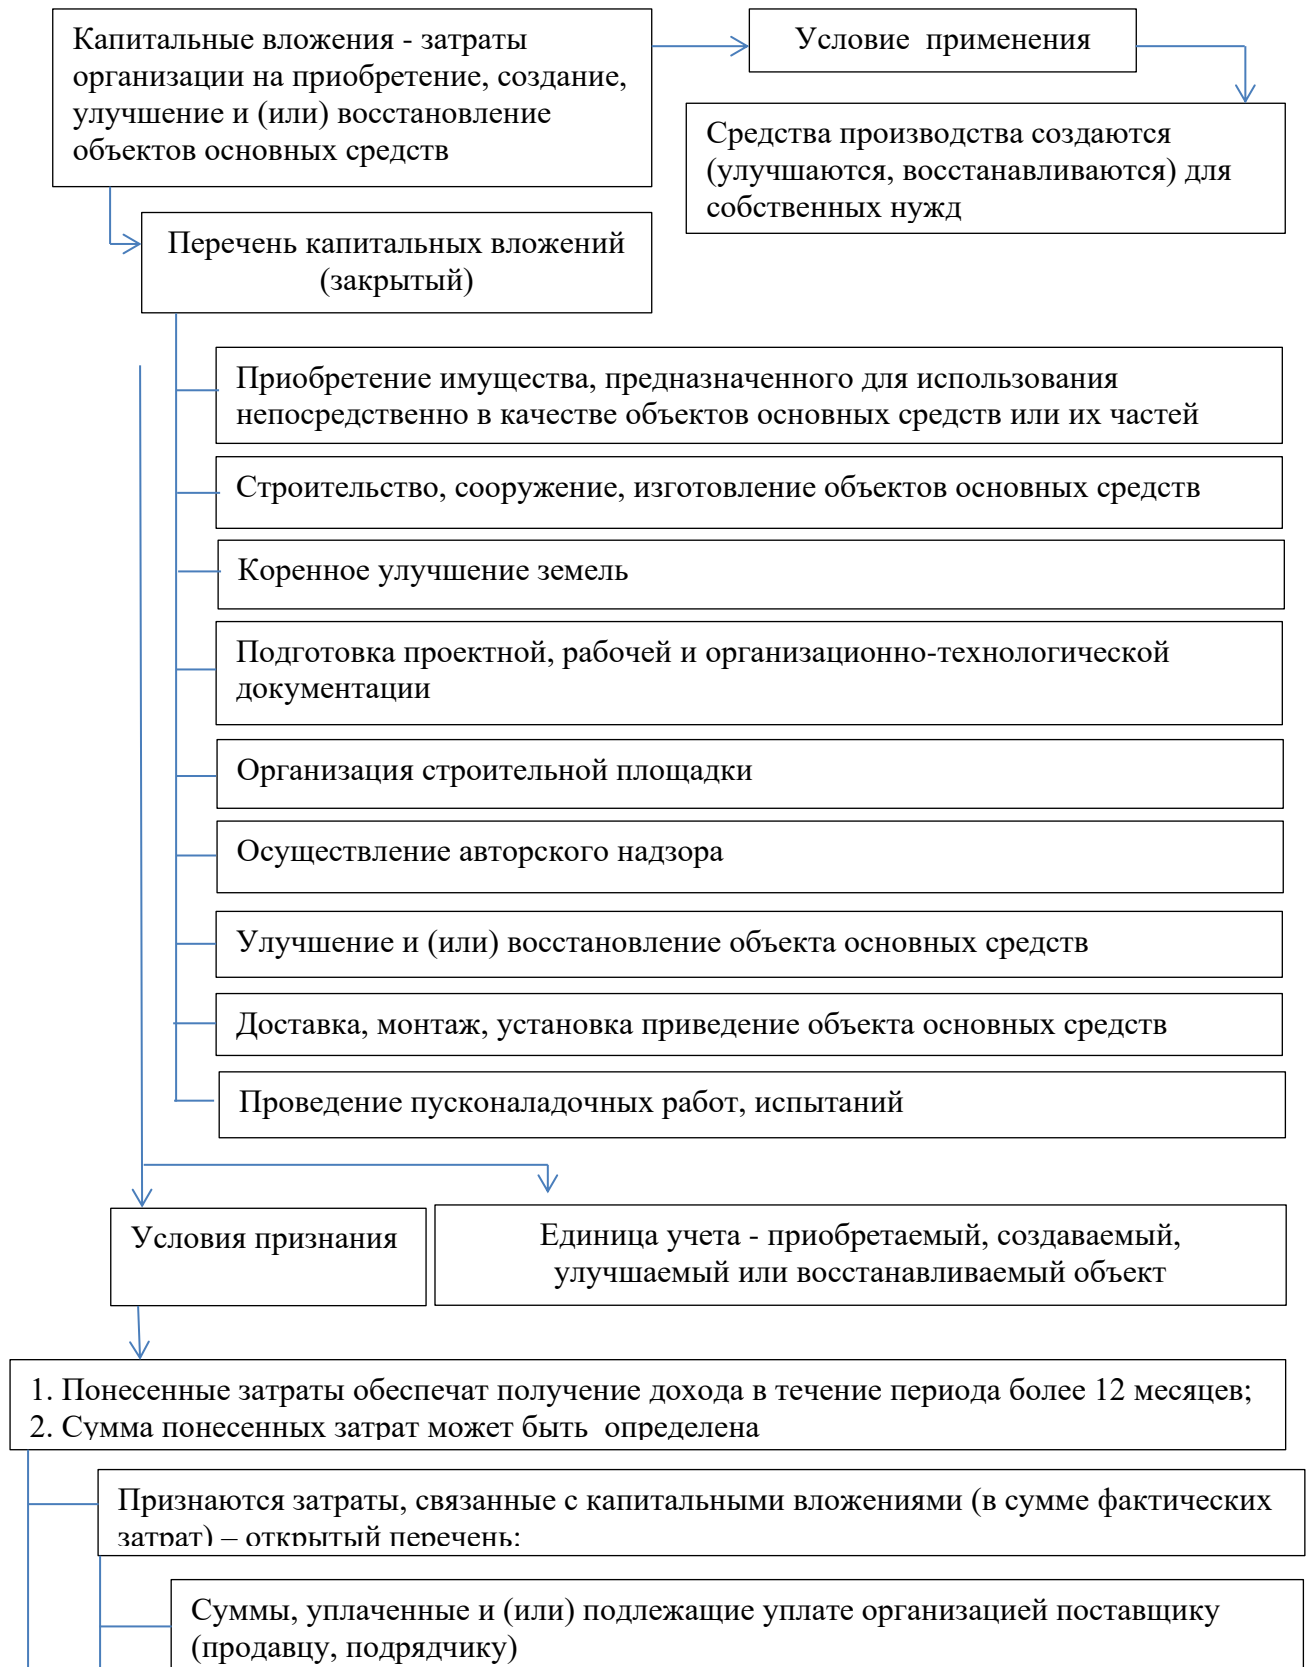 Капитальные вложения - затраты
организации на приобретение, создание,
улучшение и (или) восстановление
объектов основных средств
Условие применения
Средства производства создаются
(улучшаются, восстанавливаются) для
собственных нужд
Перечень капитальных вложений
(закрытый)
Приобретение имущества, предназначенного для использования
непосредственно в качестве объектов основных средств или их частей
Строительство, сооружение, изготовление объектов основных средств
Коренное улучшение земель
Подготовка проектной, рабочей и организационно-технологической
документации
Организация строительной площадки
Осуществление авторского надзора
Улучшение и (или) восстановление объекта основных средств
Доставка, монтаж, установка приведение объекта основных средств
Проведение пусконаладочных работ, испытаний
Условия признания
Единица учета - приобретаемый, создаваемый,
улучшаемый или восстанавливаемый объект
1. Понесенные затраты обеспечат получение дохода в течение периода более 12 месяцев;
2. Сумма понесенных затрат может быть определена
Признаются затраты, связанные с капитальными вложениями (в сумме фактических
затрат) – открытый перечень:
Суммы, уплаченные и (или) подлежащие уплате организацией поставщику
(продавцу, подрядчику)